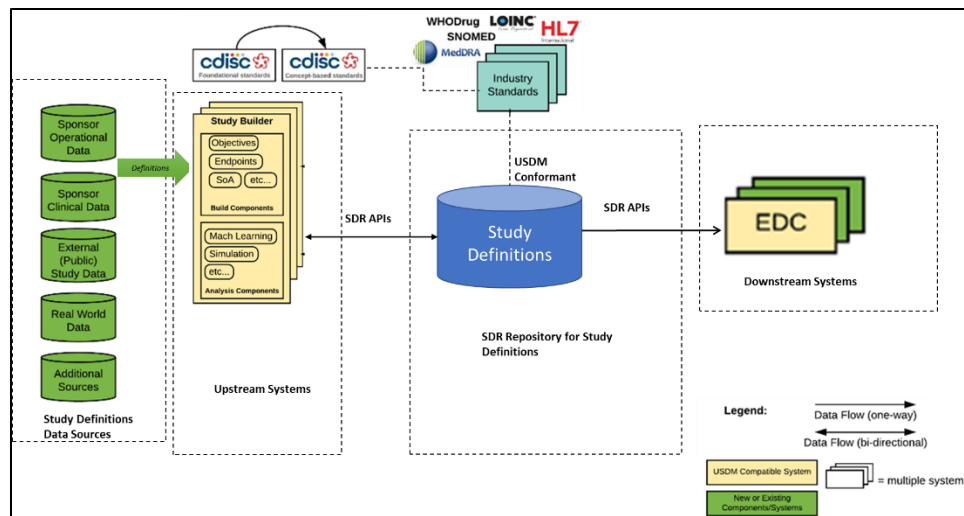 WHODrug
SNOMED
LOINC
HL7
International
MedDRA
cdisc
Foundational standards
cdisc
Concept-based standards
Industry
Standards
Sponsor
Operational
Data
Sponsor
Clinical Data
External
(Public)
Study Data
Real World
Data
Additional
Sources
Study Definitions
Data Sources
Definitions
Study Builder
Objectives
Endpoints
SoA
etc...
Build Components
Mach Learning
Simulation
etc...
Analysis Components
Upstream Systems
SDR APIs
USDM
Conformant
Study
Definitions
SDR Repository for Study
Definitions
SDR APIs
EDC
Downstream Systems
Legend:
Data Flow (one-way)
Data Flow (bi-directional)
USDM Compatible System
= multiple system
New or Existing
Components/Systems